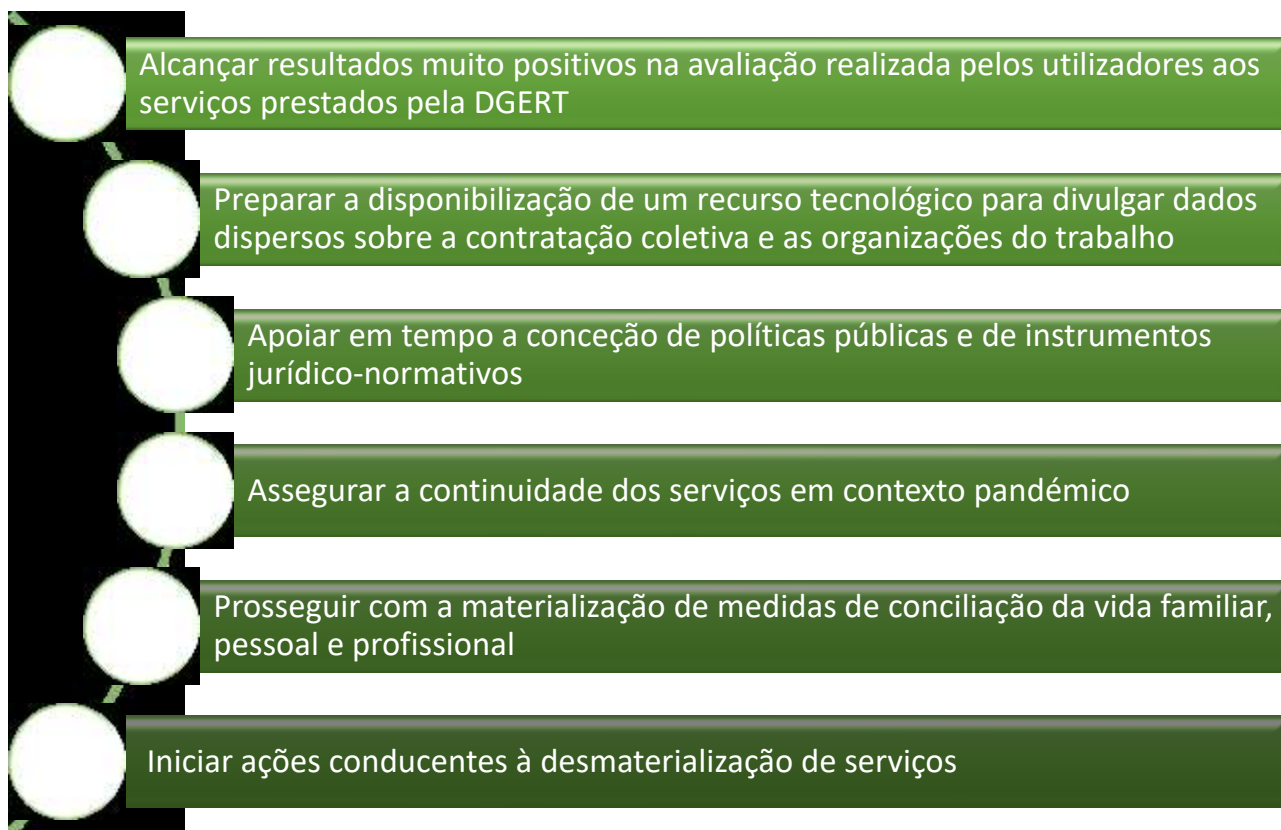 Alcançar resultados muito positivos na avaliação realizada pelos utilizadores aos
serviços prestados pela DGERT
Preparar a disponibilização de um recurso tecnológico para divulgar dados
dispersos sobre a contratação coletiva e as organizações do trabalho
Apoiar em tempo a conceção de políticas públicas e de instrumentos
jurídico-normativos
Assegurar a continuidade dos serviços em contexto pandémico
Prosseguir com a materialização de medidas de conciliação da vida familiar,
pessoal e profissional
Iniciar ações conducentes à desmaterialização de serviços